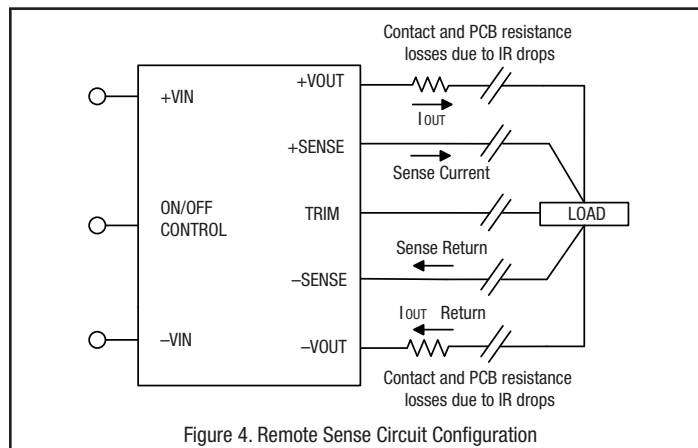 Contact and PCB resistance
losses due to IR drops
+VOUT
+VIN
IOUT
+SENSE
Sense Current
ON/OFF
CONTROL
TRIM
LOAD
Sense Return
–SENSE
IOUT Return
–VIN
–VOUT
Contact and PCB resistance
losses due to IR drops
Figure 4. Remote Sense Circuit Configuration